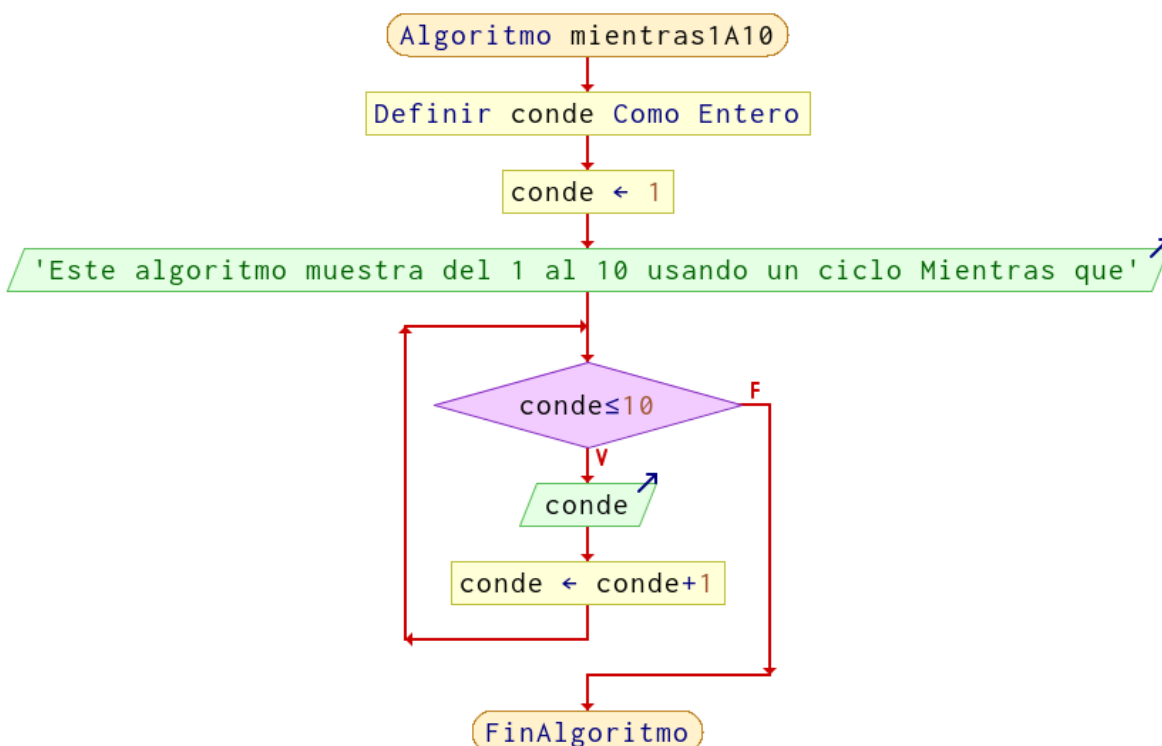 Algoritmo mientras1A10
Definir conde Como Entero
conde ← 1
'Este algoritmo muestra del 1 al 10 usando un ciclo Mientras que'
conde≤10
F
V
conde
conde ← conde+1
FinAlgoritmo